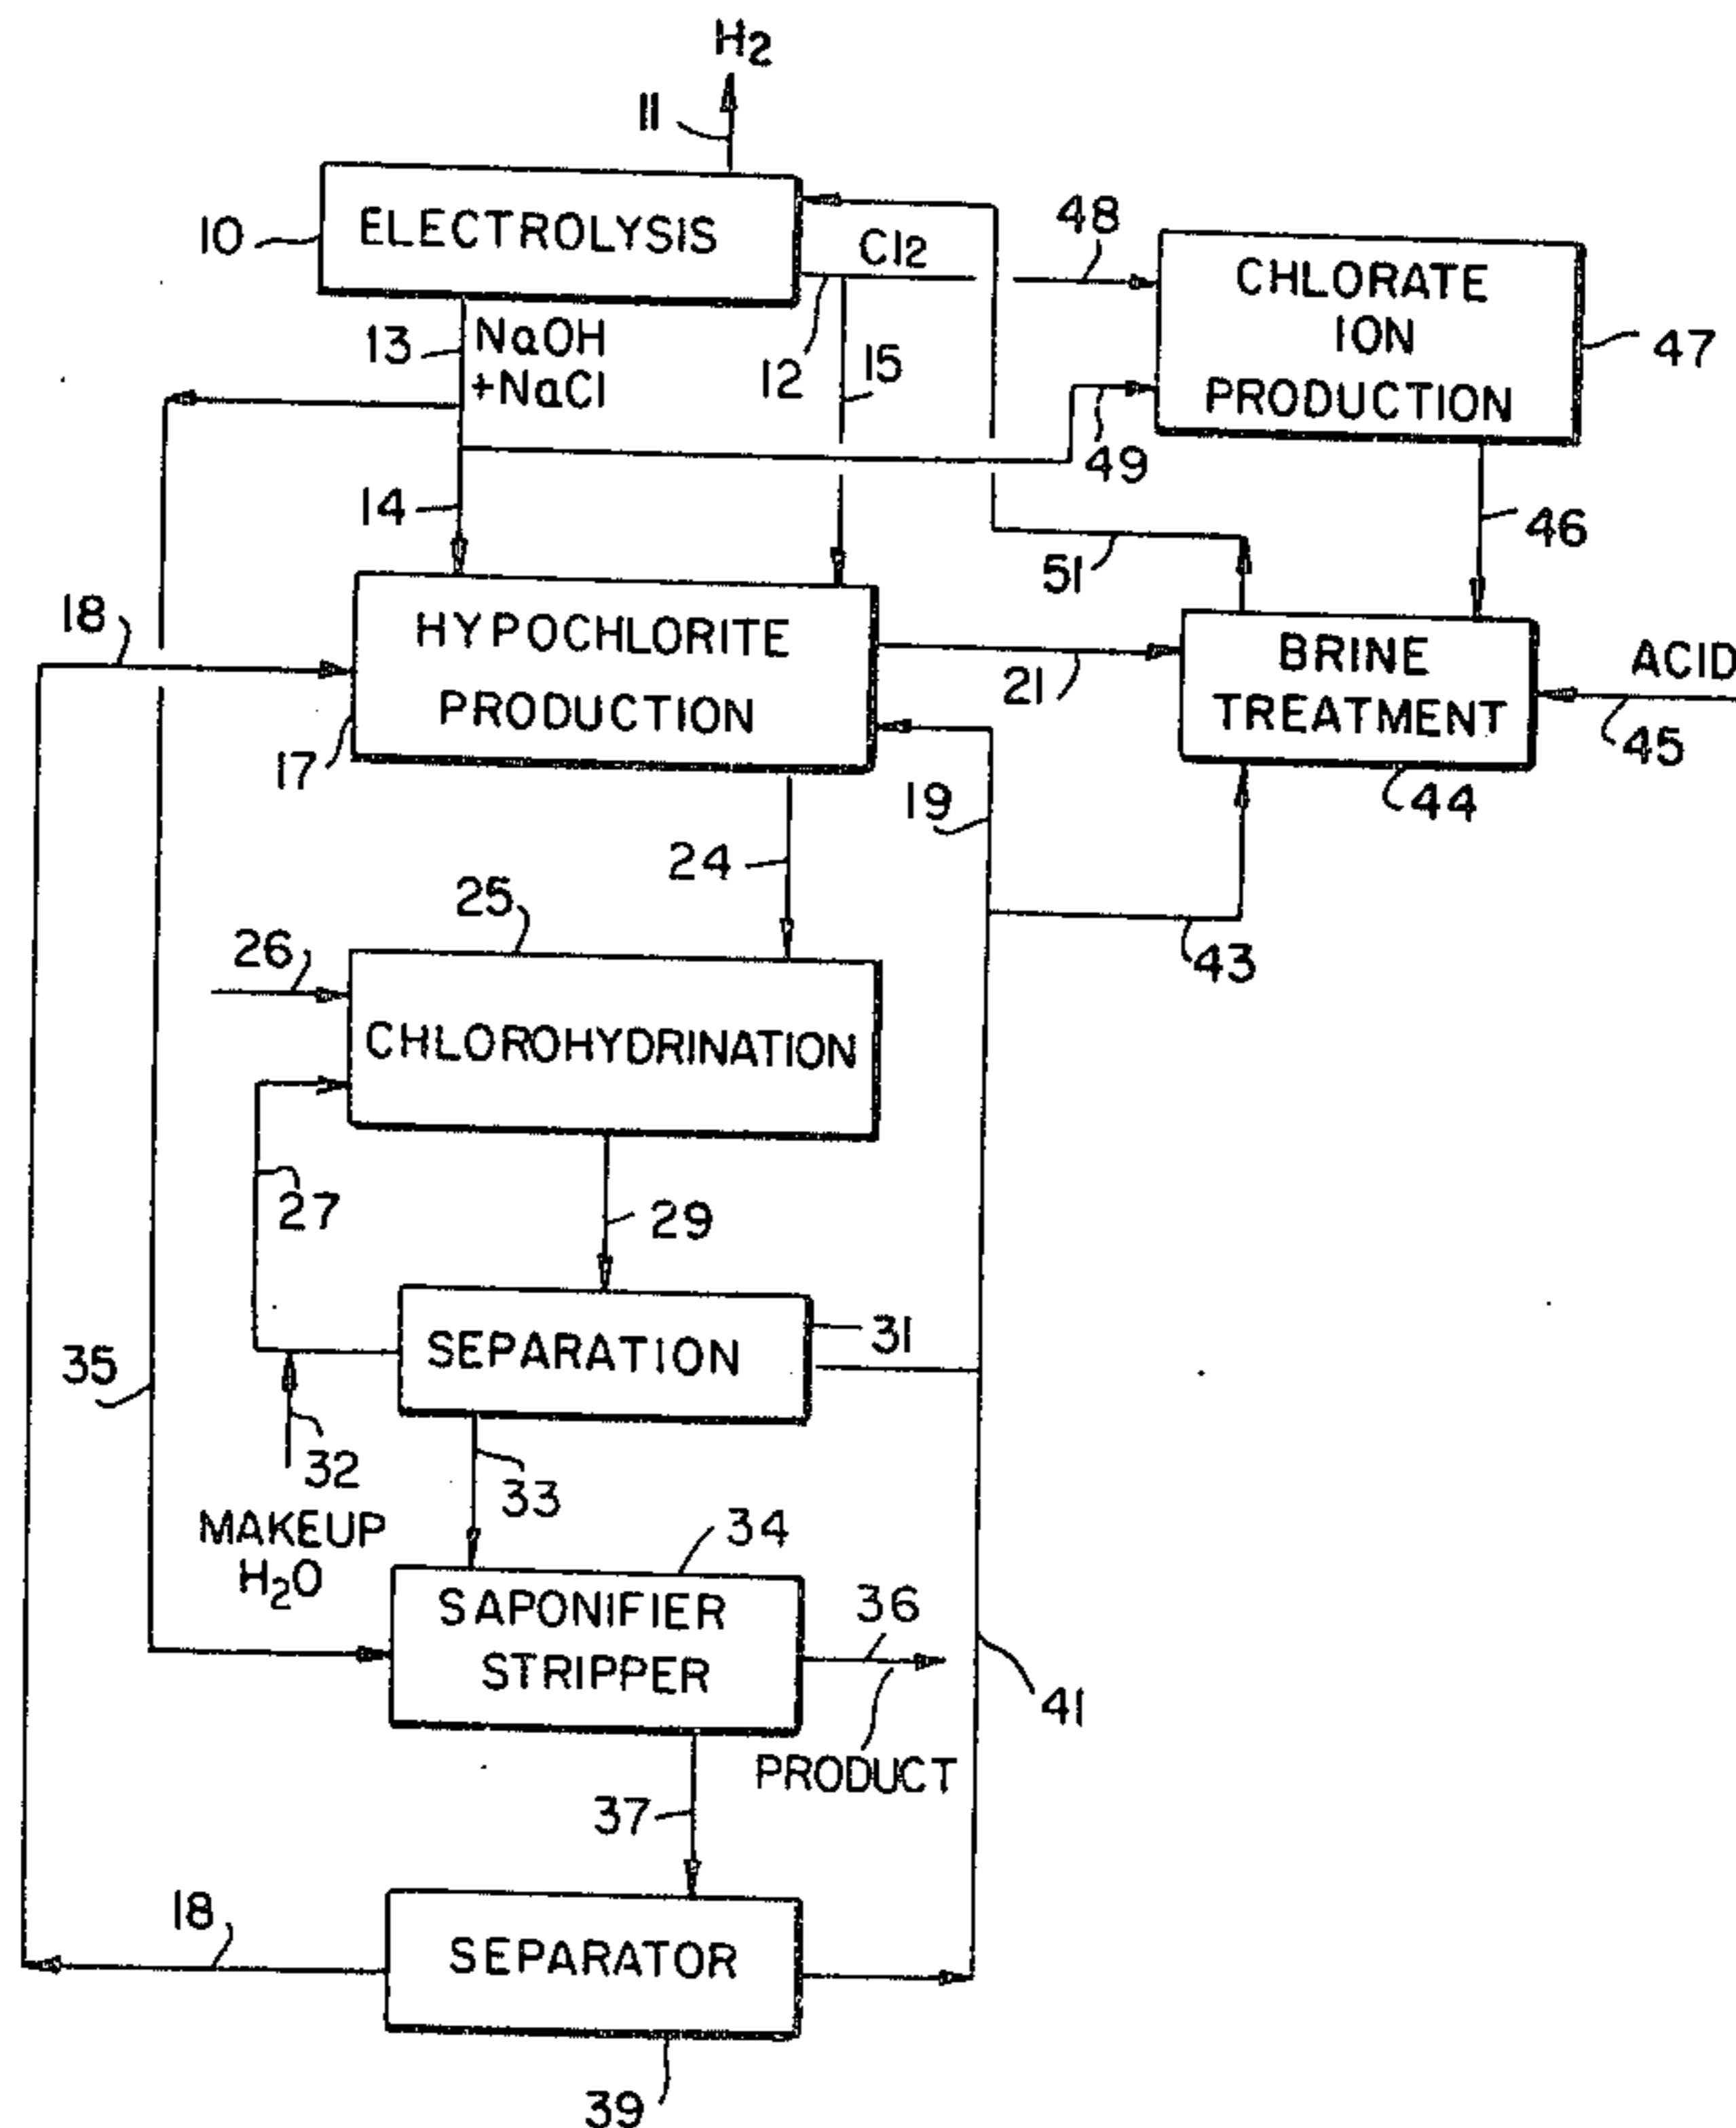 H2
11
10
ELECTROLYSIS
Cl2
48
CHLORATE
ION
PRODUCTION
47
13
NaOH
+NaCl
12
15
49
14
46
51
18
HYPOCHLORITE
PRODUCTION
17
21
BRINE
TREATMENT
ACID
45
44
19
24
25
26
43
CHLOROHYDRINATION
27
29
SEPARATION
31
35
32
MAKEUP
H2O
33
34
SAPONIFIER
STRIPPER
36
PRODUCT
41
37
18
SEPARATOR
39